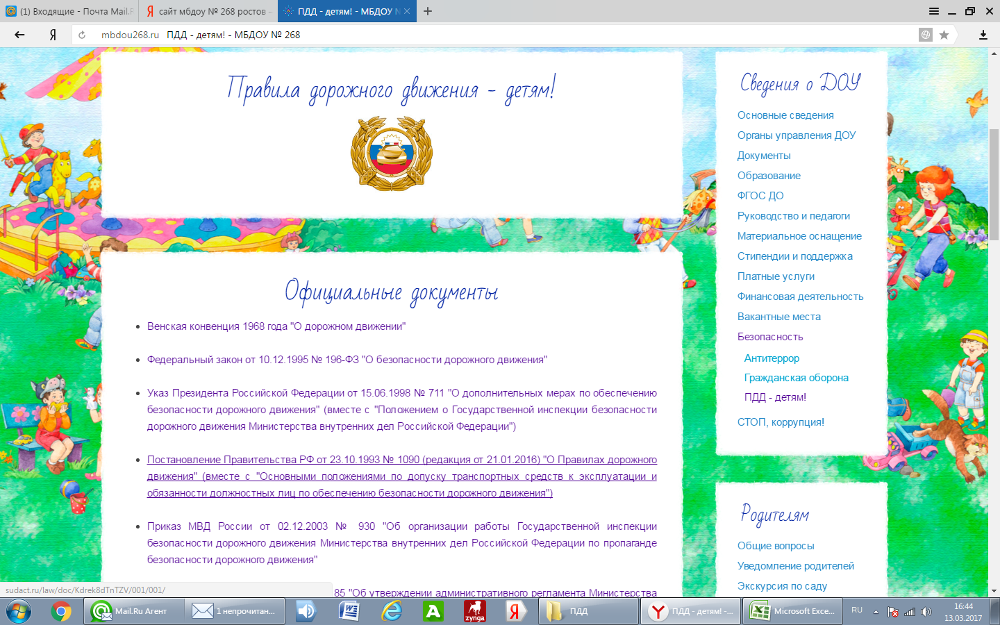 (1) Входящие - Почта Mail.R
сайт мбдоу № 268 ростов -
ПДД - детям! - МБДОУ №
mbdou268.ru ПДД - детям! - МБДОУ № 268
Правила дорожного движения - детям!
Официальные документы
Венская конвенция 1968 года "О дорожном движении"
Федеральный закон от 10.12.1995 № 196-ФЗ "О безопасности дорожного движения"
Указ Президента Российской Федерации от 15.06.1998 № 711 "О дополнительных мерах по обеспечению
безопасности дорожного движения" (вместе с "Положением о Государственной инспекции безопасности
дорожного движения Министерства внутренних дел Российской Федерации")
Постановление Правительства РФ от 23.10.1993 № 1090 (редакция от 21.01.2016) "О Правилах дорожного
движения" (вместе с "Основными положениями по допуску транспортных средств к эксплуатации и
обязанности должностных лиц по обеспечению безопасности дорожного движения")
Приказ МВД России от 02.12.2003 № 930 "Об организации работы Государственной инспекции
безопасности дорожного движения Министерства внутренних дел Российской Федерации по пропаганде
безопасности дорожного движения"
85 "Об утверждении административного регламента Министерства
Сведения о ДОУ
Основные сведения
Органы управления ДОУ
Документы
Образование
ФГОС ДО
Руководство и педагоги
Материальное оснащение
Стипендии и поддержка
Платные услуги
Финансовая деятельность
Вакантные места
Безопасность
Антитеррор
Гражданская оборона
ПДД - детям!
СТОП, коррупция!
Родителям
Общие вопросы
Уведомление родителей
Экскурсия по саду
sudact.ru/law/doc/Kdrek8dTnTZV/001/001/
Mail.Ru Агент
1 непрочитан...
zynga
ПДД
ПДД - детям! -...
Microsoft Exce...
RU
16:44
13.03.2017